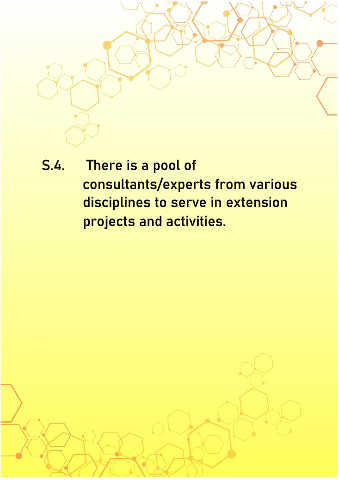 S.4. There is a pool of
consultants/experts from various
disciplines to serve in extension
projects and activities.